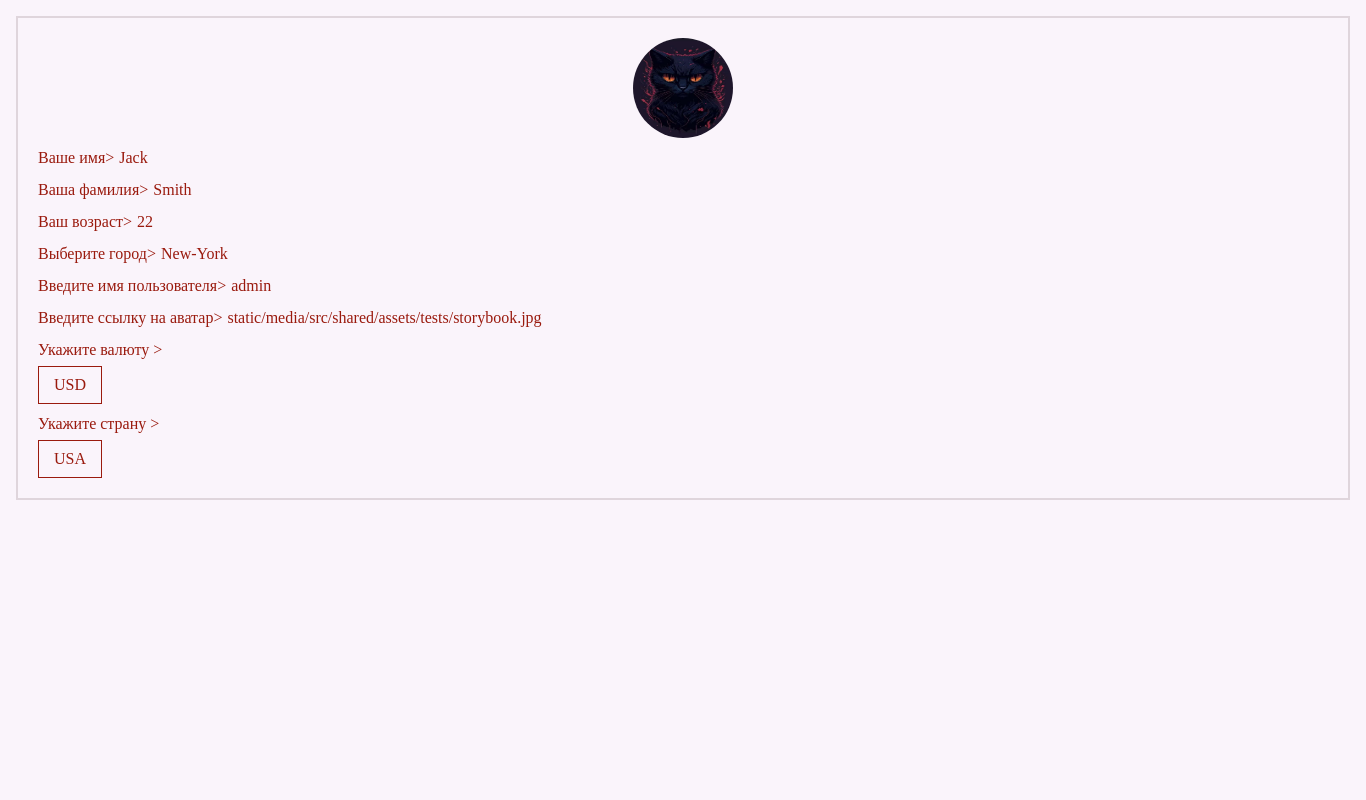 Ваше имя> Jack
Ваша фамилия> Smith
Ваш возраст> 22
Выберите город> New-York
Введите имя пользователя> admin
Введите ссылку на аватар> static/media/src/shared/assets/tests/storybook.jpg
Укажите валюту >
USD
Укажите страну >
USA